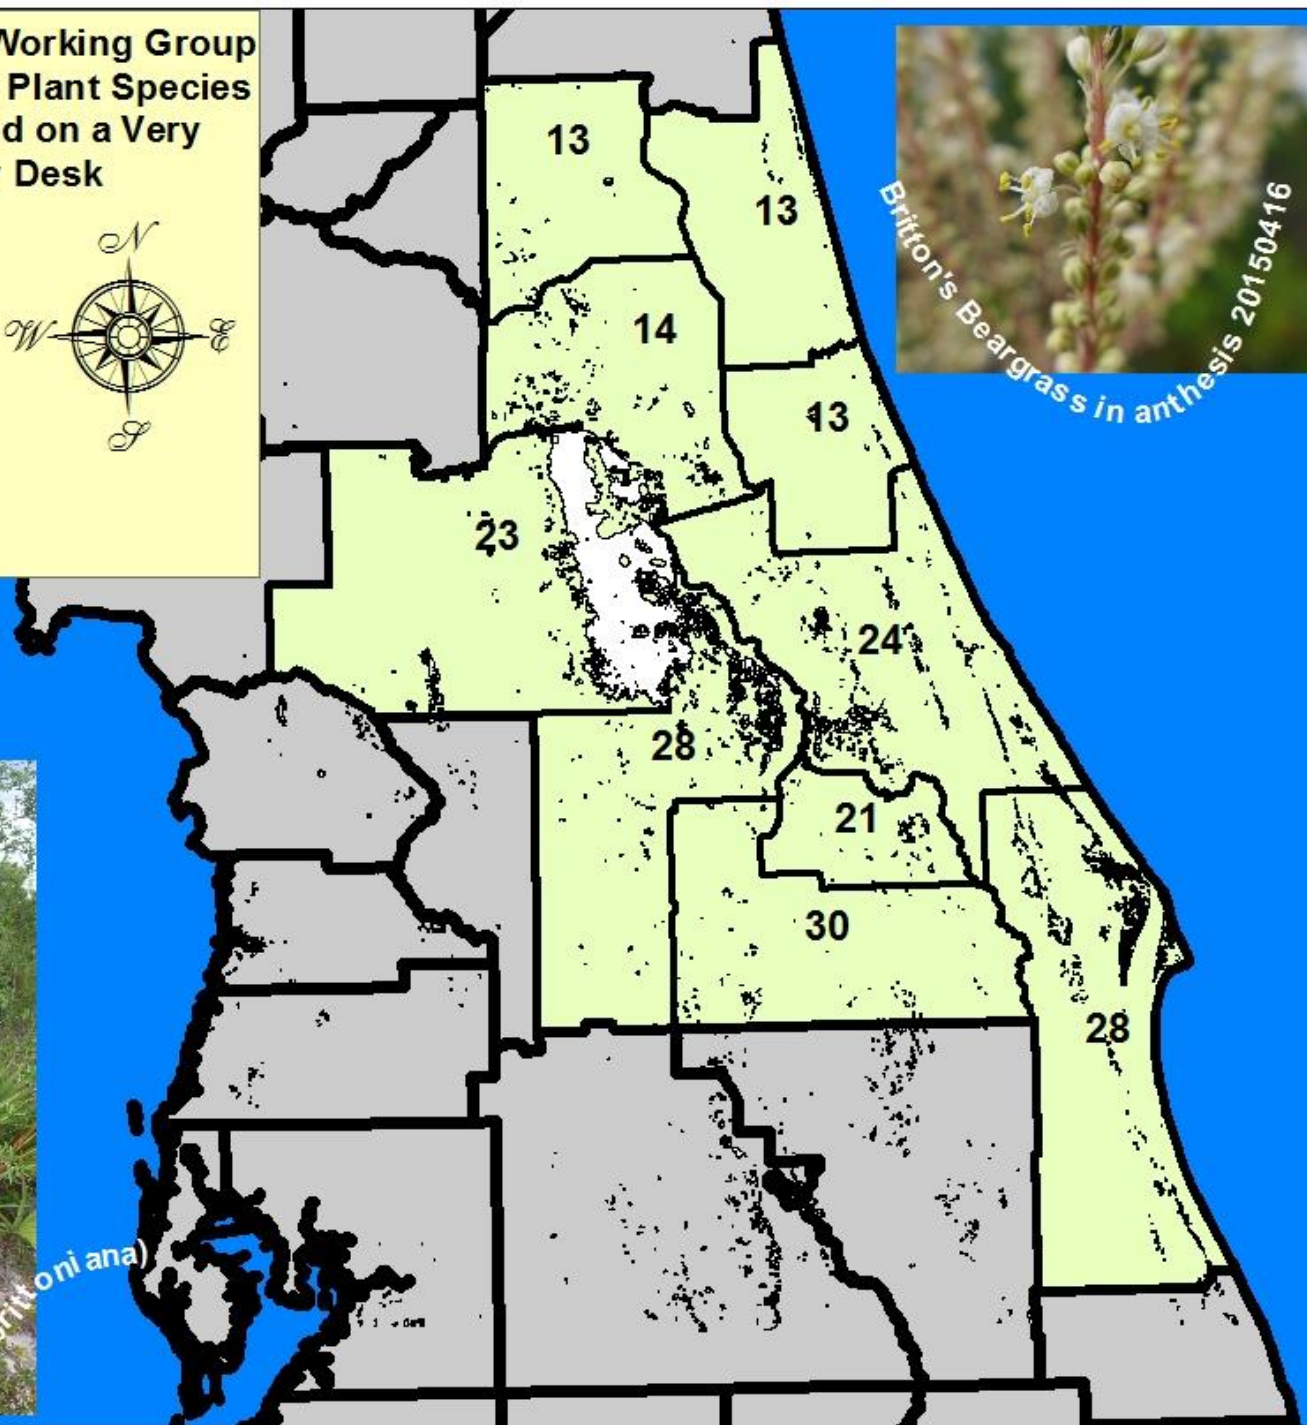 Working Group
Plant Species
d on a Very
Desk
N
W E
S
Britton's Beargrass in anthesis 20150416
13
13
14
13
23
24
28
21
30
28
brittoniana)